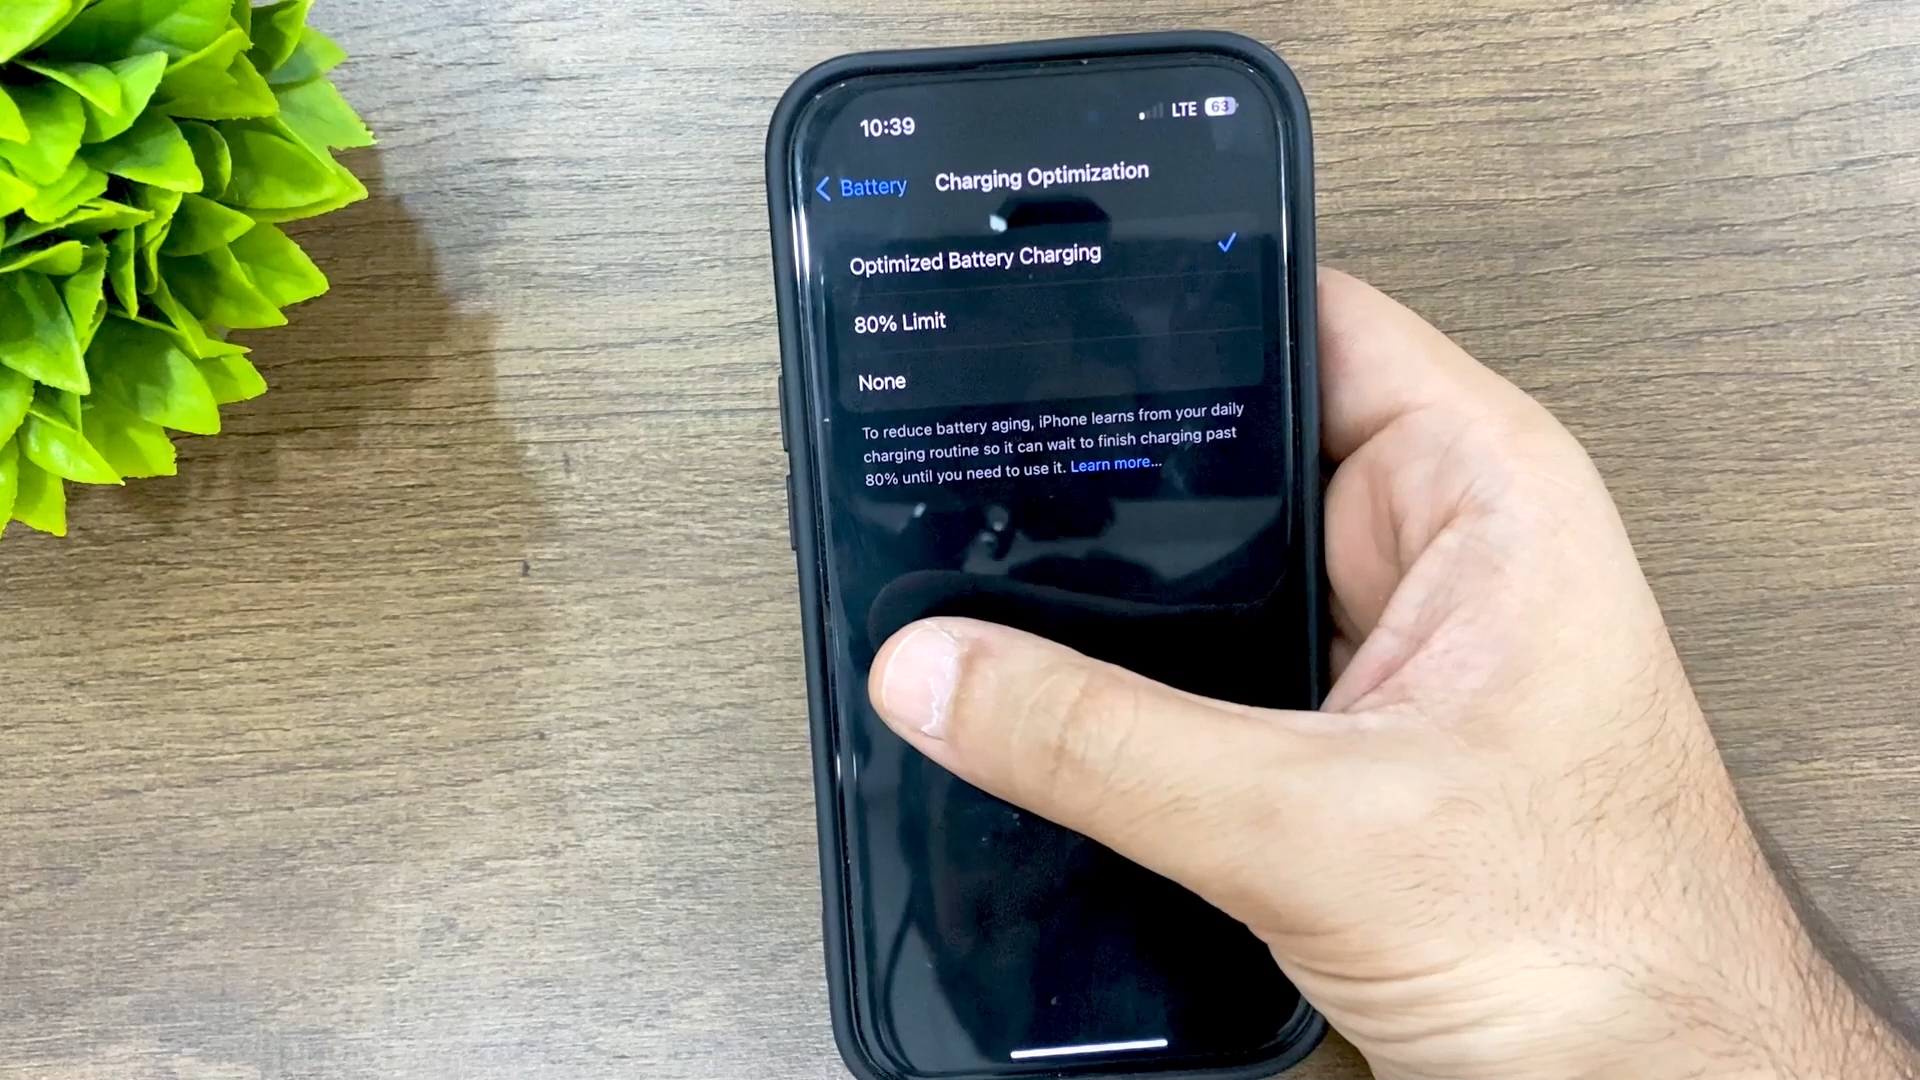 10:39 LTE 63
Battery Charging Optimization
Optimized Battery Charging
80% Limit
None
To reduce battery aging, iPhone learns from your daily
charging routine so it can wait to finish charging past
80% until you need to use it. Learn more...